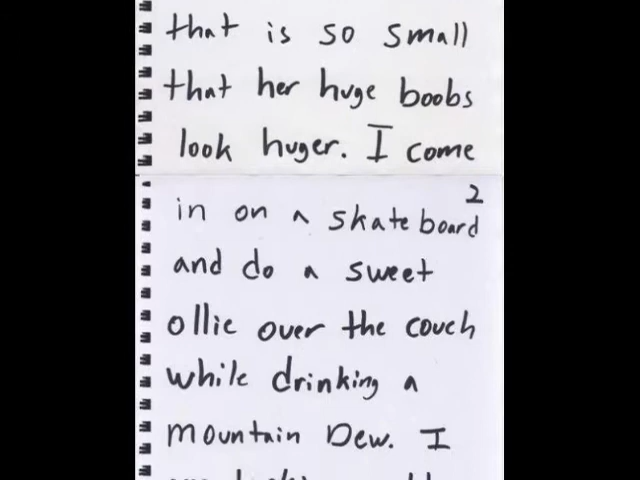 that is so small
that her huge boobs
look huger. I come
2
in on a skateboard
and do a sweet
ollie over the couch
while drinking a
mountain Dew. I